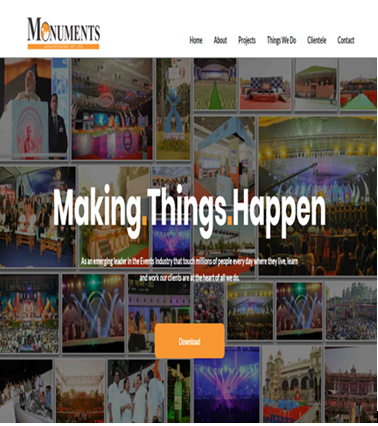 MONUMENTS
Home About Projects Things We Do Clientele Contact
Making.Things.Happen
As an emerging leader in the Events Industry that touch millions of people every day where they live, learn
and work our clients are at the heart of all we do.
Download